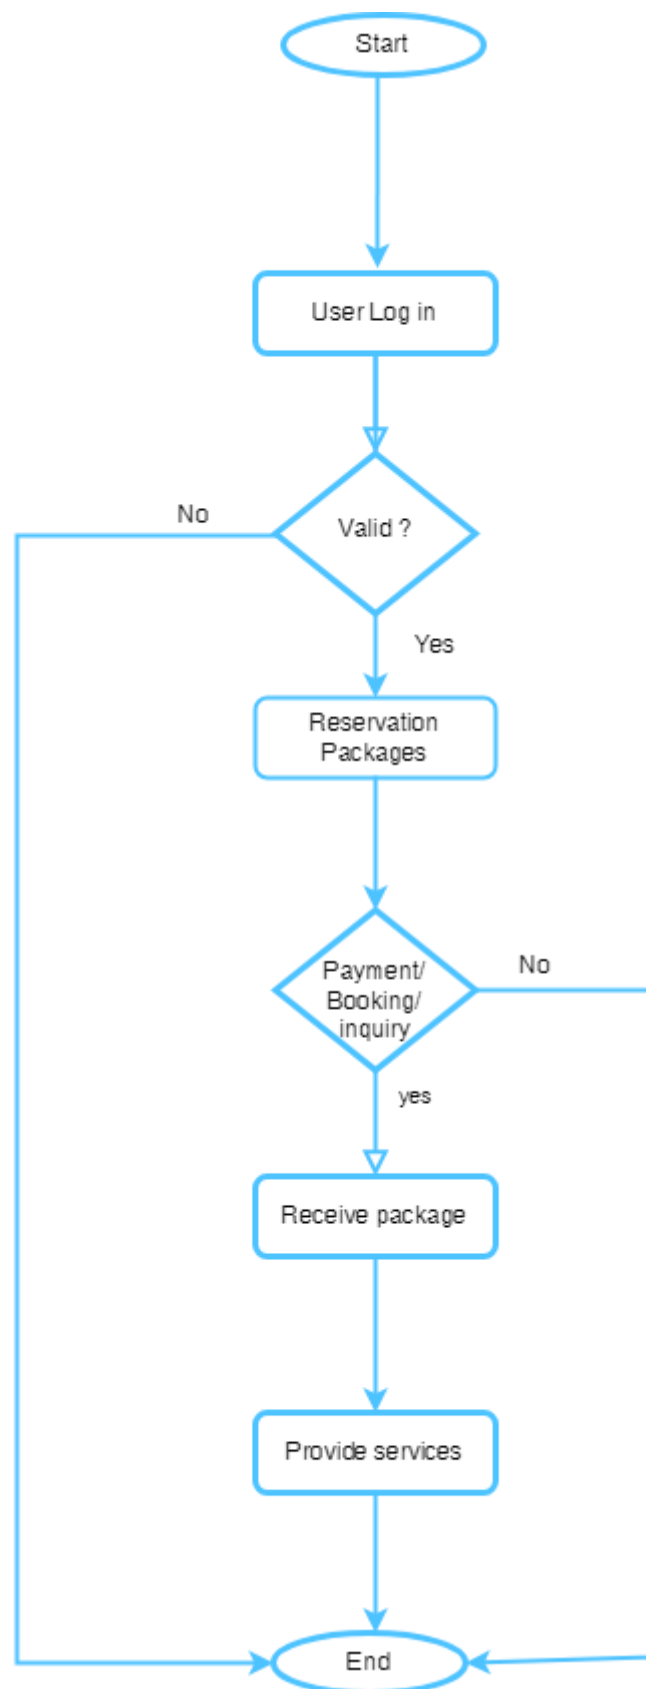 Start
User Log in
No
Valid ?
Yes
Reservation
Packages
Payment/
Booking/
inquiry
No
yes
Receive package
Provide services
End